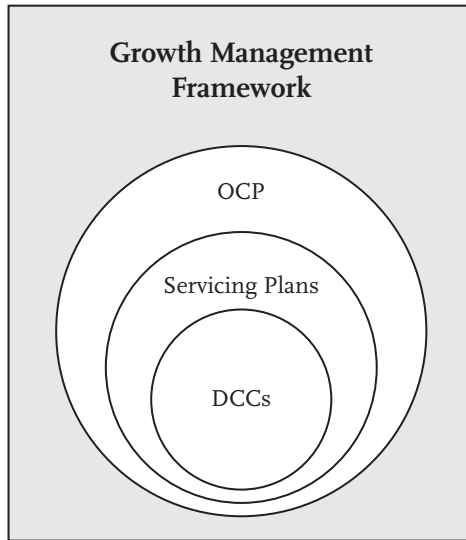 Growth Management
Framework
OCP
Servicing Plans
DCCs